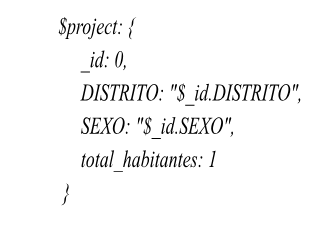 $project: {
_id: 0,
DISTRITO: "$_id.DISTRITO",
SEXO: "$_id.SEXO",
total_habitantes: 1
}